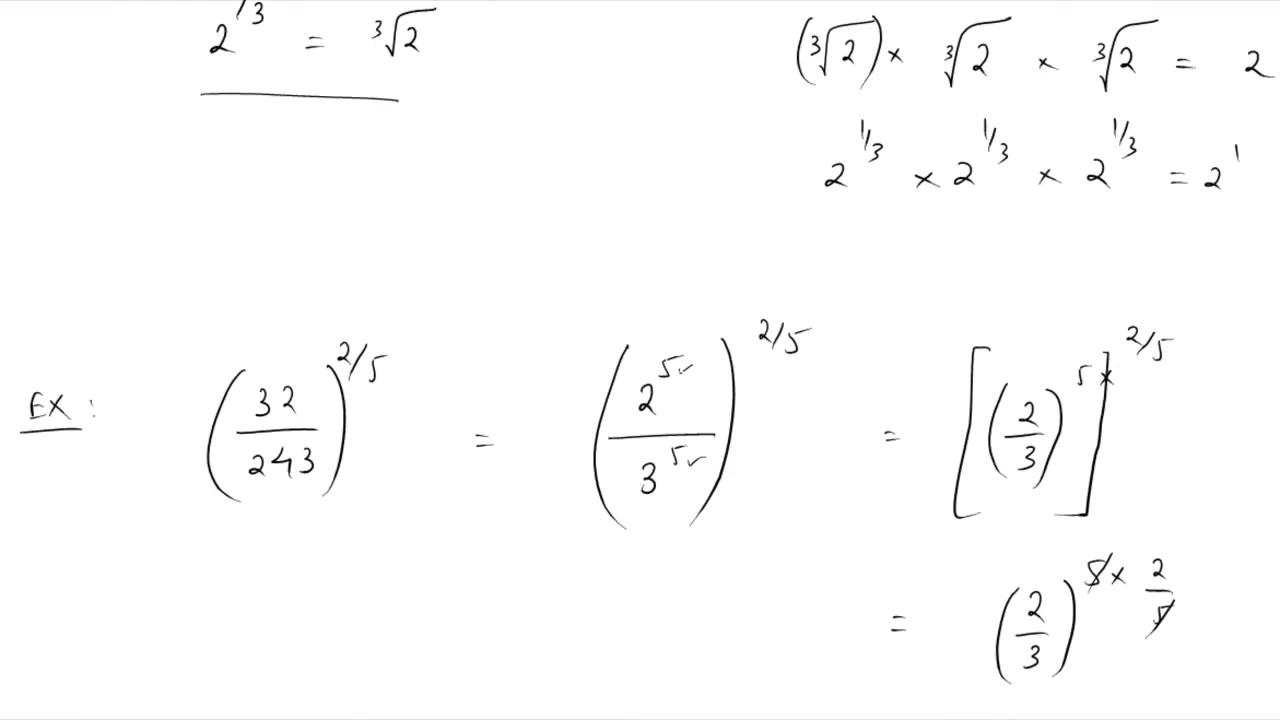 2^{1/3} = ∛2
(∛2) × ∛2 × ∛2 = 2
2^{1/3} × 2^{1/3} × 2^{1/3} = 2^1
EX : (32/243)^{2/5} = (2^{5✓}/3^{5✓})^{2/5} = [(2/3)^{5×}]^{2/5}
= (2/3)^{5 × 2/5}